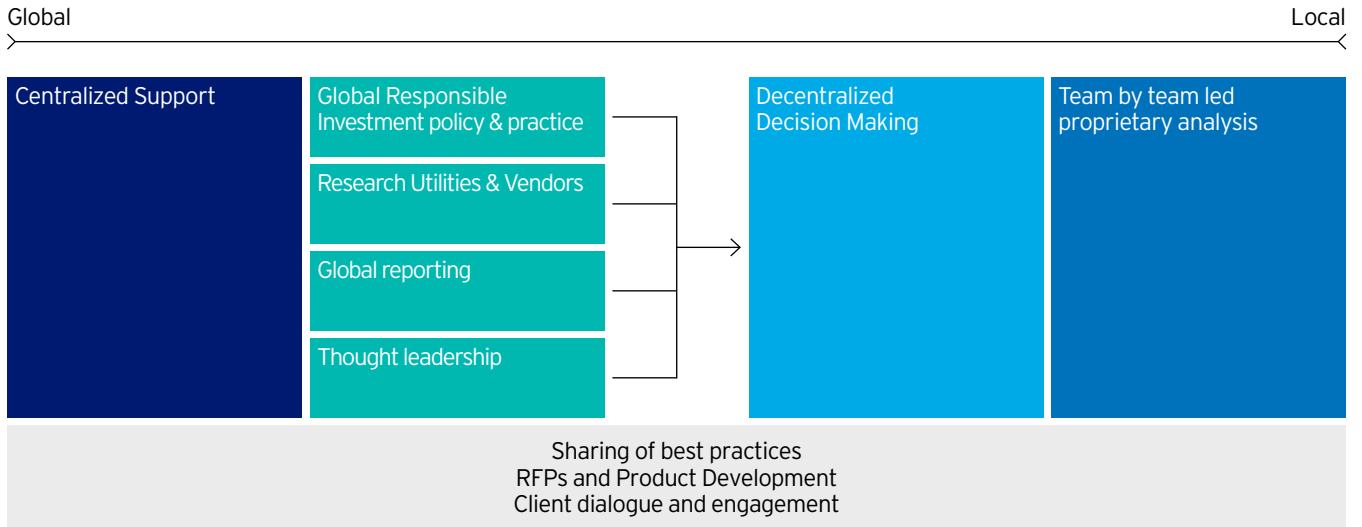 Global
Local
Centralized Support
Global Responsible
Investment policy & practice
Research Utilities & Vendors
Global reporting
Thought leadership
Decentralized
Decision Making
Team by team led
proprietary analysis
Sharing of best practices
RFPs and Product Development
Client dialogue and engagement